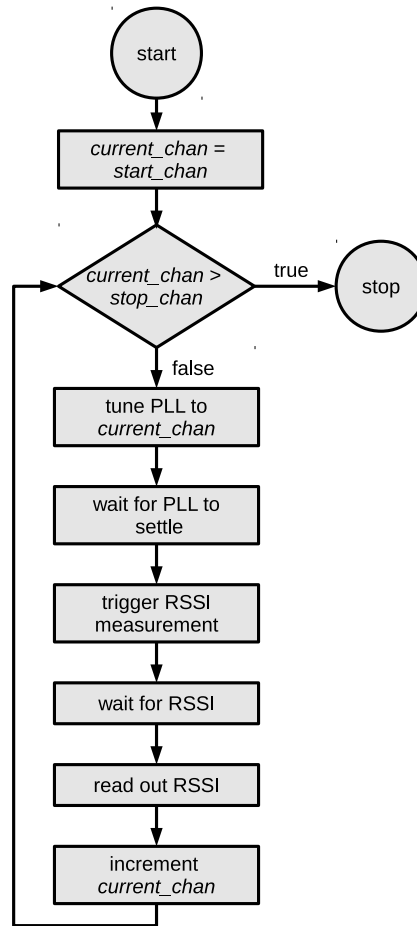 start
current_chan =
start_chan
current_chan >
stop_chan
true
stop
false
tune PLL to
current_chan
wait for PLL to
settle
trigger RSSI
measurement
wait for RSSI
read out RSSI
increment
current_chan